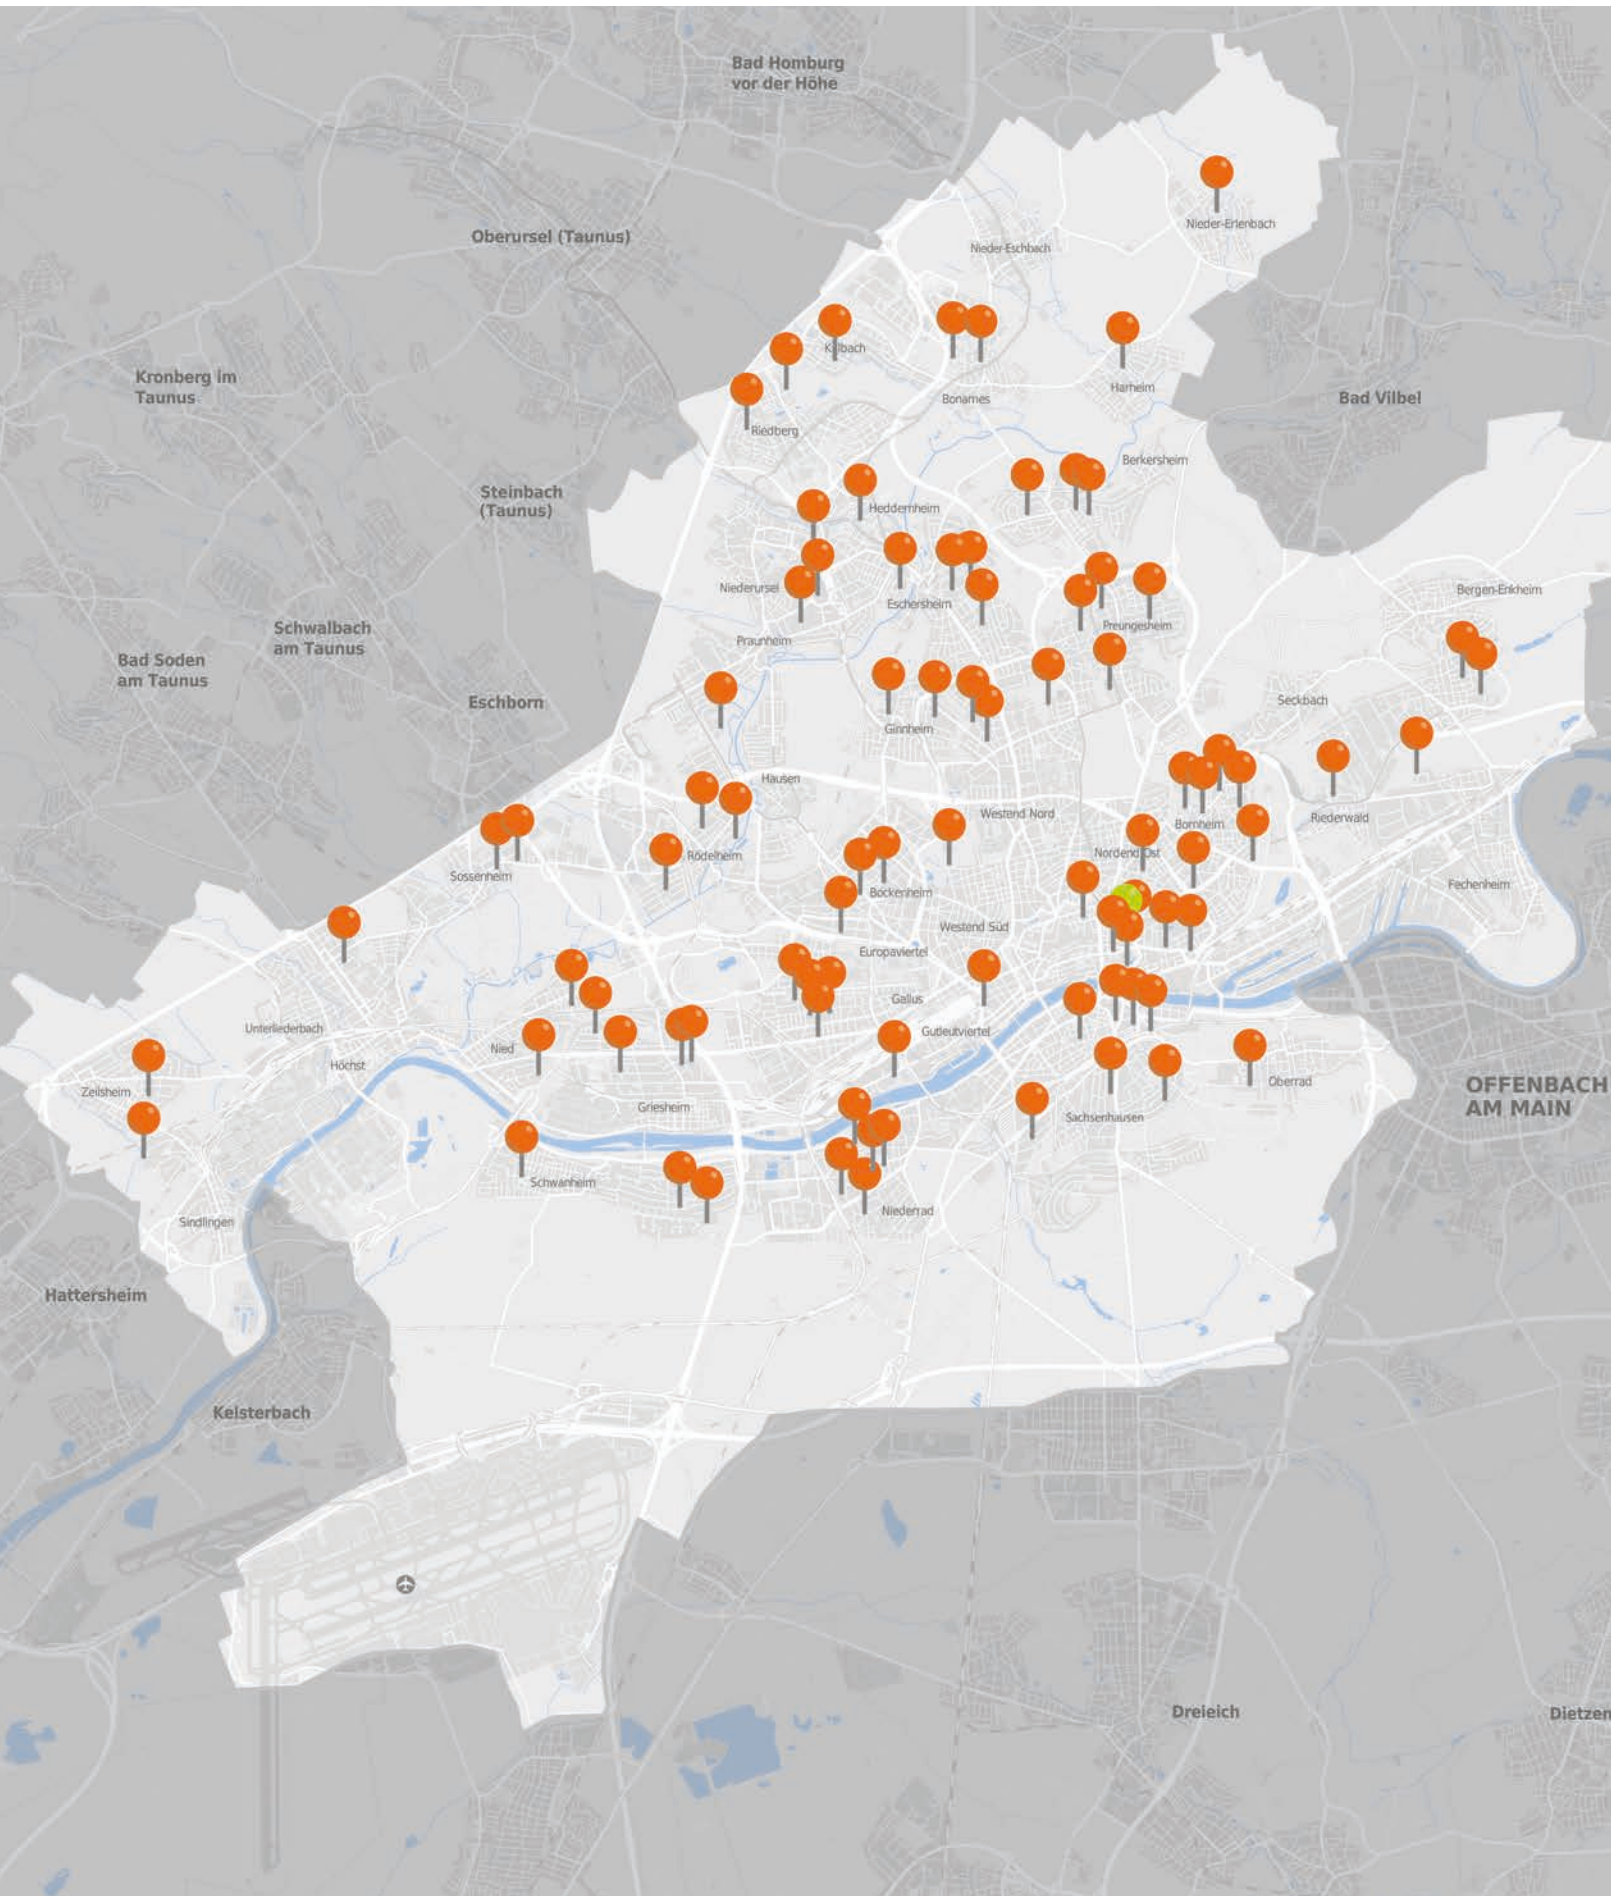 Bad Homburg
vor der Höhe
Nieder-Erlenbach
Oberursel (Taunus)
Nieder-Eschbach
Kalbach
Kronberg im
Taunus
Harheim
Bonames
Bad Vilbel
Riedberg
Berkersheim
Steinbach
(Taunus)
Heddernheim
Niederursel
Bergen-Enkheim
Eschersheim
Preungesheim
Schwalbach
am Taunus
Praunheim
Bad Soden
am Taunus
Eschborn
Seckbach
Ginnheim
Hausen
Westend Nord
Riederwald
Bornheim
Rödelheim
Nordend Ost
Sossenheim
Bockenheim
Fechenheim
Westend Süd
Europaviertel
Gallus
Unterliederbach
Gutleutviertel
Nied
Höchst
Oberrad
Zeilsheim
OFFENBACH
AM MAIN
Griesheim
Sachsenhausen
Schwanheim
Niederrad
Sindlingen
Hattersheim
Kelsterbach
Dreieich
Dietzen